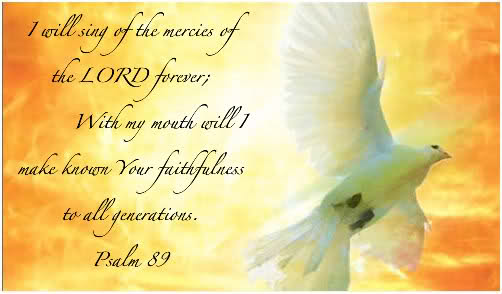 I will sing of the mercies of
the LORD forever;
With my mouth will I
make known Your faithfulness
to all generations.
Psalm 89